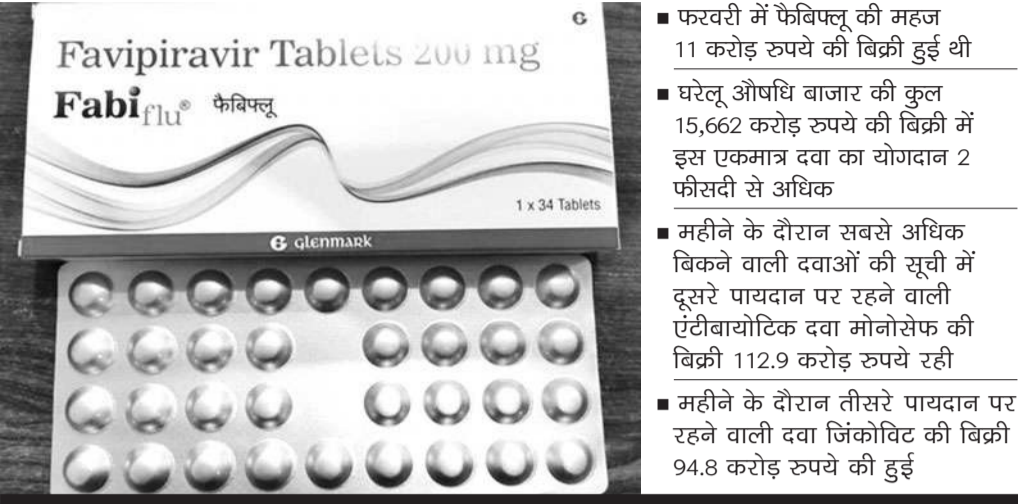 Favipiravir Tablets 200 mg
Fabiflu® फैबिफ्लू
1 x 34 Tablets
G glenmark
■ फरवरी में फैबिफ्लू की महज
11 करोड़ रुपये की बिक्री हुई थी
■ घरेलू औषधि बाजार की कुल
15,662 करोड़ रुपये की बिक्री में
इस एकमात्र दवा का योगदान 2
फीसदी से अधिक
■ महीने के दौरान सबसे अधिक
बिकने वाली दवाओं की सूची में
दूसरे पायदान पर रहने वाली
एंटीबायोटिक दवा मोनोसेफ की
बिक्री 112.9 करोड़ रुपये रही
■ महीने के दौरान तीसरे पायदान पर
रहने वाली दवा जिंकोविट की बिक्री
94.8 करोड़ रुपये की हुई